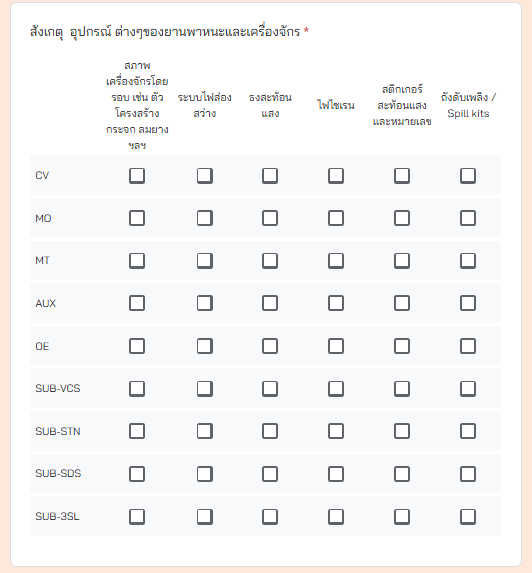 สังเกตุ อุปกรณ์ ต่างๆของยานพาหนะและเครื่องจักร *
สภาพ
เครื่องจักรโดย
รอบ เช่น ตัว
โครงสร้าง
กระจก ลมยาง
ฯลฯ
ระบบไฟส่อง
สว่าง
ธงสะท้อน
แสง
ไฟไซเรน
สติกเกอร์
สะท้อนแสง
และหมายเลข
ถังดับเพลิง /
Spill kits
CV
MO
MT
AUX
OE
SUB-VCS
SUB-STN
SUB-SDS
SUB-3SL